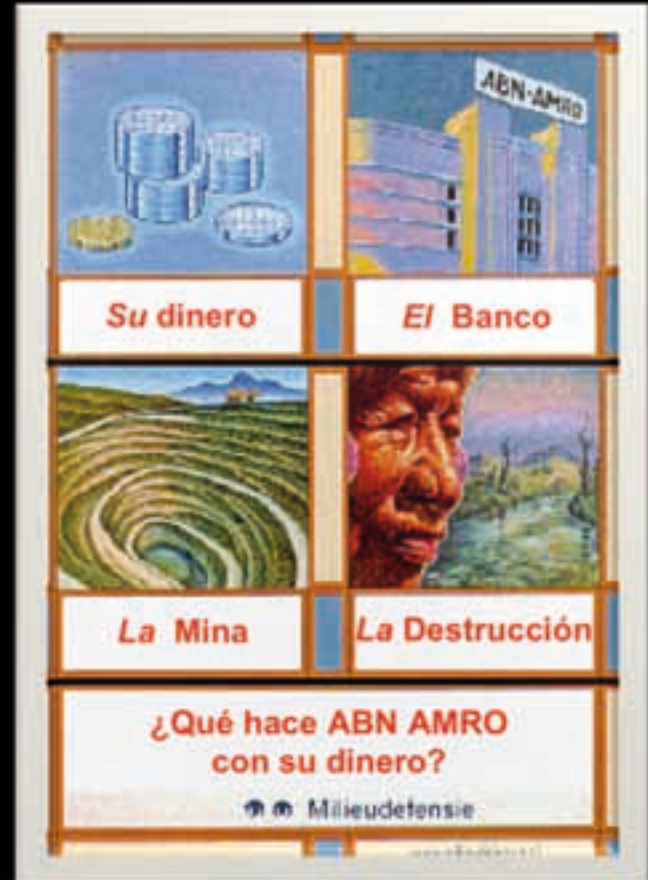 ABN-AMRO
Su dinero
El Banco
La Mina
La Destrucción
¿Qué hace ABN AMRO
con su dinero?
Milieudefensie